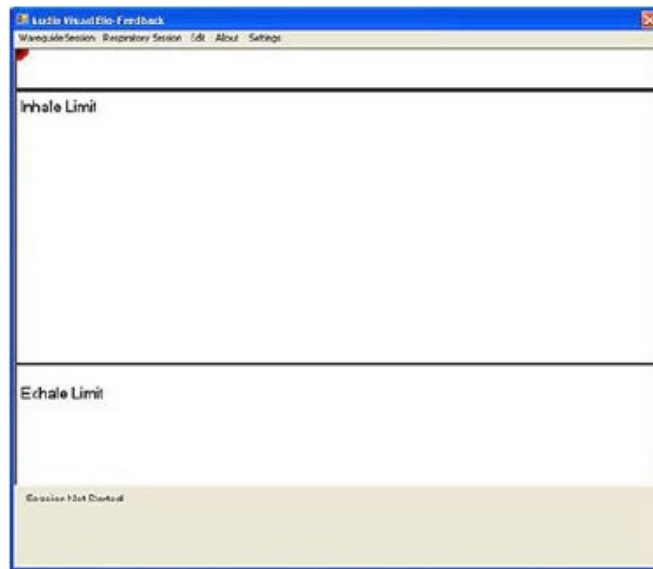 Audio Visual Bio-Feedback
Waveguide Session Respiratory Session Edit About Settings
Inhale Limit
Exhale Limit
Session Not Started